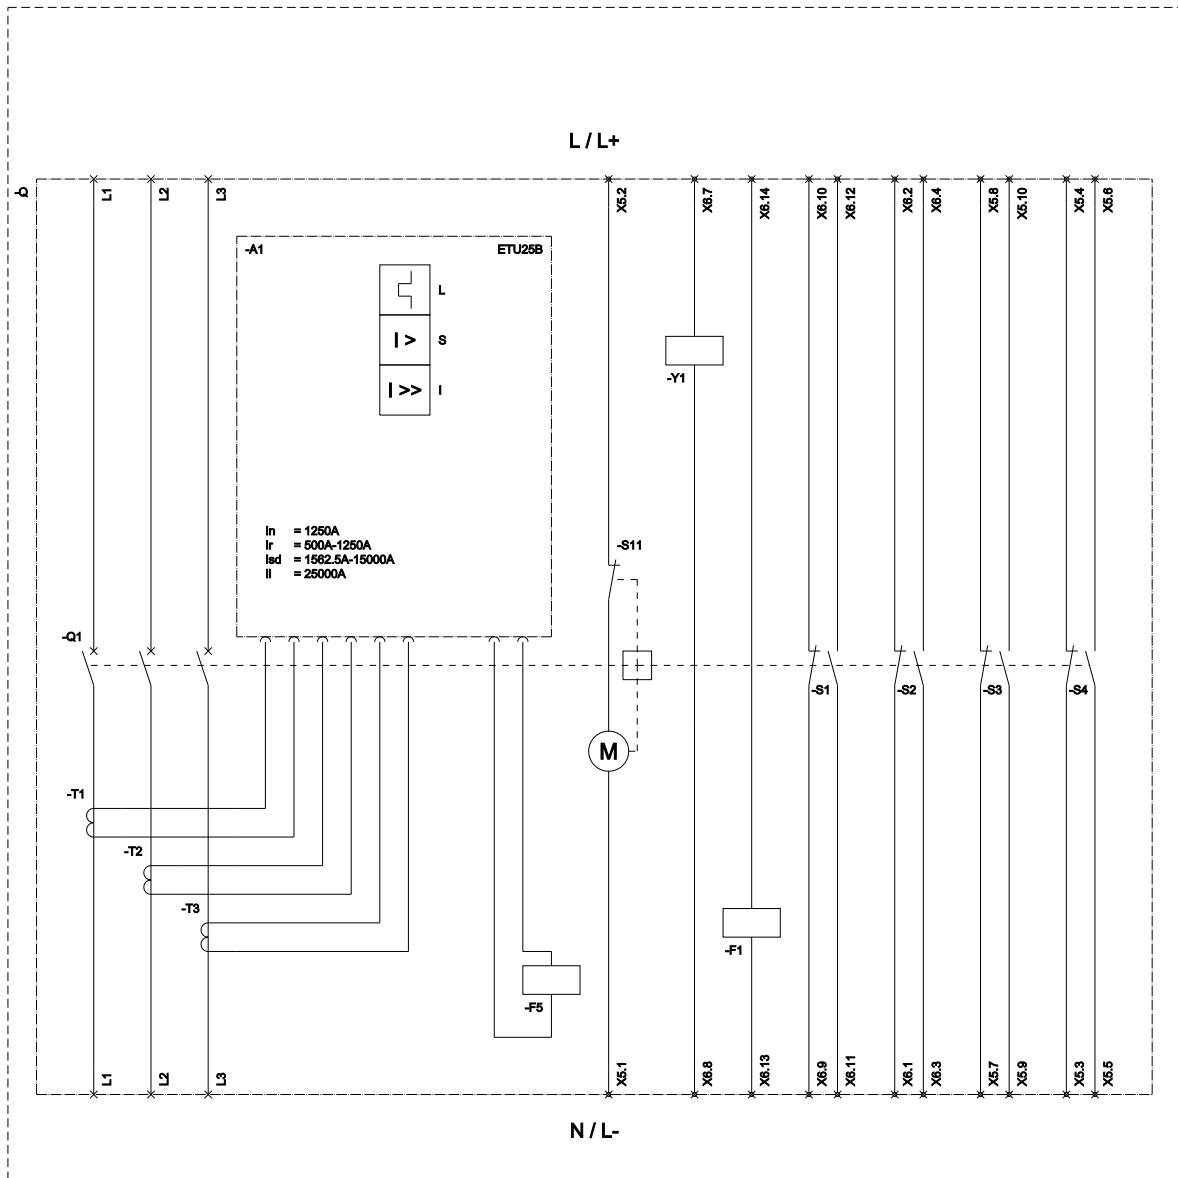 L / L+
-Q
L1
L2
L3
X5.2
X6.7
X6.14
X6.10
X6.12
X6.2
X6.4
X5.8
X5.10
X5.4
X5.6
-A1
ETU25B
L
I >
S
I >>
I
-Y1
In = 1250A
Ir = 500A-1250A
Isd = 1562.5A-15000A
Ii = 25000A
-S11
-Q1
-S1
-S2
-S3
-S4
M
-T1
-T2
-T3
-F1
-F5
L1
L2
L3
X5.1
X6.8
X6.13
X6.9
X6.11
X6.1
X6.3
X5.7
X5.9
X5.3
X5.5
N / L-